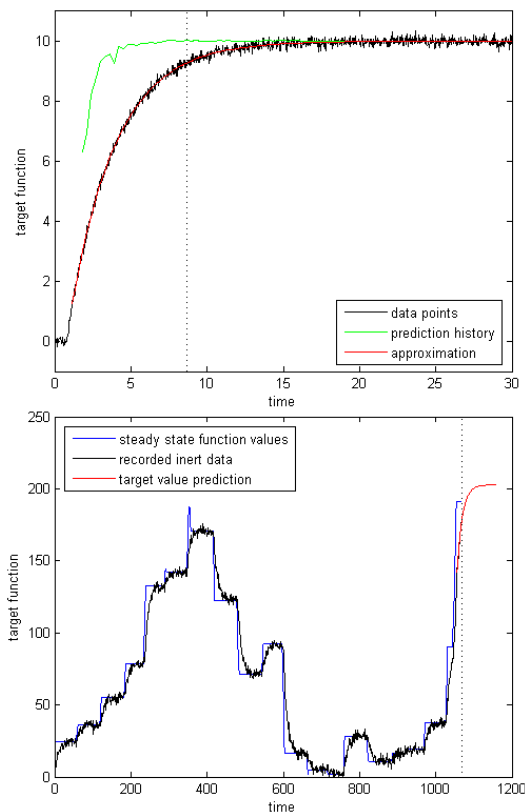 10
8
6
4
2
0
target function
data points
prediction history
approximation
0 5 10 15 20 25 30
time
250
200
150
100
50
0
target function
steady state function values
recorded inert data
target value prediction
0 200 400 600 800 1000 1200
time